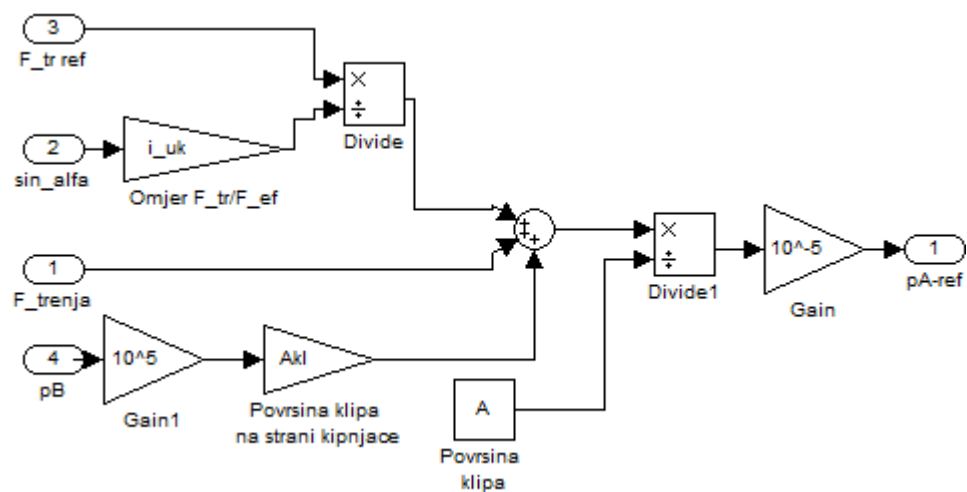 3
F_tr ref
×
÷
Divide
2
sin_alfa
i_uk
Omjer F_tr/F_ef
+
+
+
×
÷
Divide1
10^-5
Gain
1
pA-ref
1
F_trenja
4
pB
10^5
Gain1
Akl
Povrsina klipa
na strani kipnjace
A
Povrsina
klipa